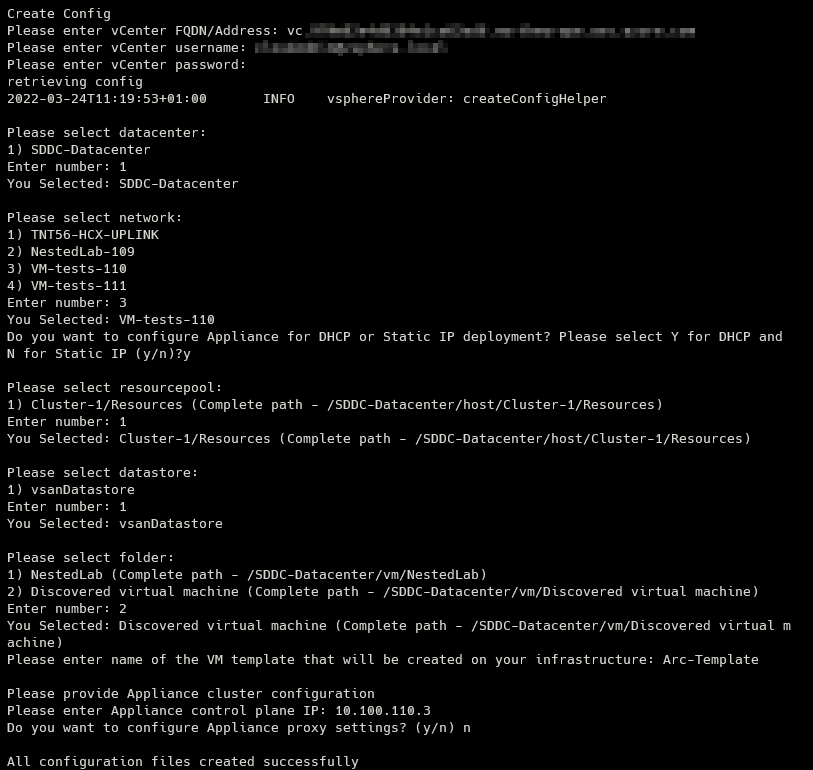 Create Config
Please enter vCenter FQDN/Address: vc
Please enter vCenter username:
Please enter vCenter password:
retrieving config
2022-03-24T11:19:53+01:00 INFO vsphereProvider: createConfigHelper
Please select datacenter:
1) SDDC-Datacenter
Enter number: 1
You Selected: SDDC-Datacenter
Please select network:
1) TNT56-HCX-UPLINK
2) NestedLab-109
3) VM-tests-110
4) VM-tests-111
Enter number: 3
You Selected: VM-tests-110
Do you want to configure Appliance for DHCP or Static IP deployment? Please select Y for DHCP and
N for Static IP (y/n)?y
Please select resourcepool:
1) Cluster-1/Resources (Complete path - /SDDC-Datacenter/host/Cluster-1/Resources)
Enter number: 1
You Selected: Cluster-1/Resources (Complete path - /SDDC-Datacenter/host/Cluster-1/Resources)
Please select datastore:
1) vsanDatastore
Enter number: 1
You Selected: vsanDatastore
Please select folder:
1) NestedLab (Complete path - /SDDC-Datacenter/vm/NestedLab)
2) Discovered virtual machine (Complete path - /SDDC-Datacenter/vm/Discovered virtual machine)
Enter number: 2
You Selected: Discovered virtual machine (Complete path - /SDDC-Datacenter/vm/Discovered virtual m
achine)
Please enter name of the VM template that will be created on your infrastructure: Arc-Template
Please provide Appliance cluster configuration
Please enter Appliance control plane IP: 10.100.110.3
Do you want to configure Appliance proxy settings? (y/n) n
All configuration files created successfully